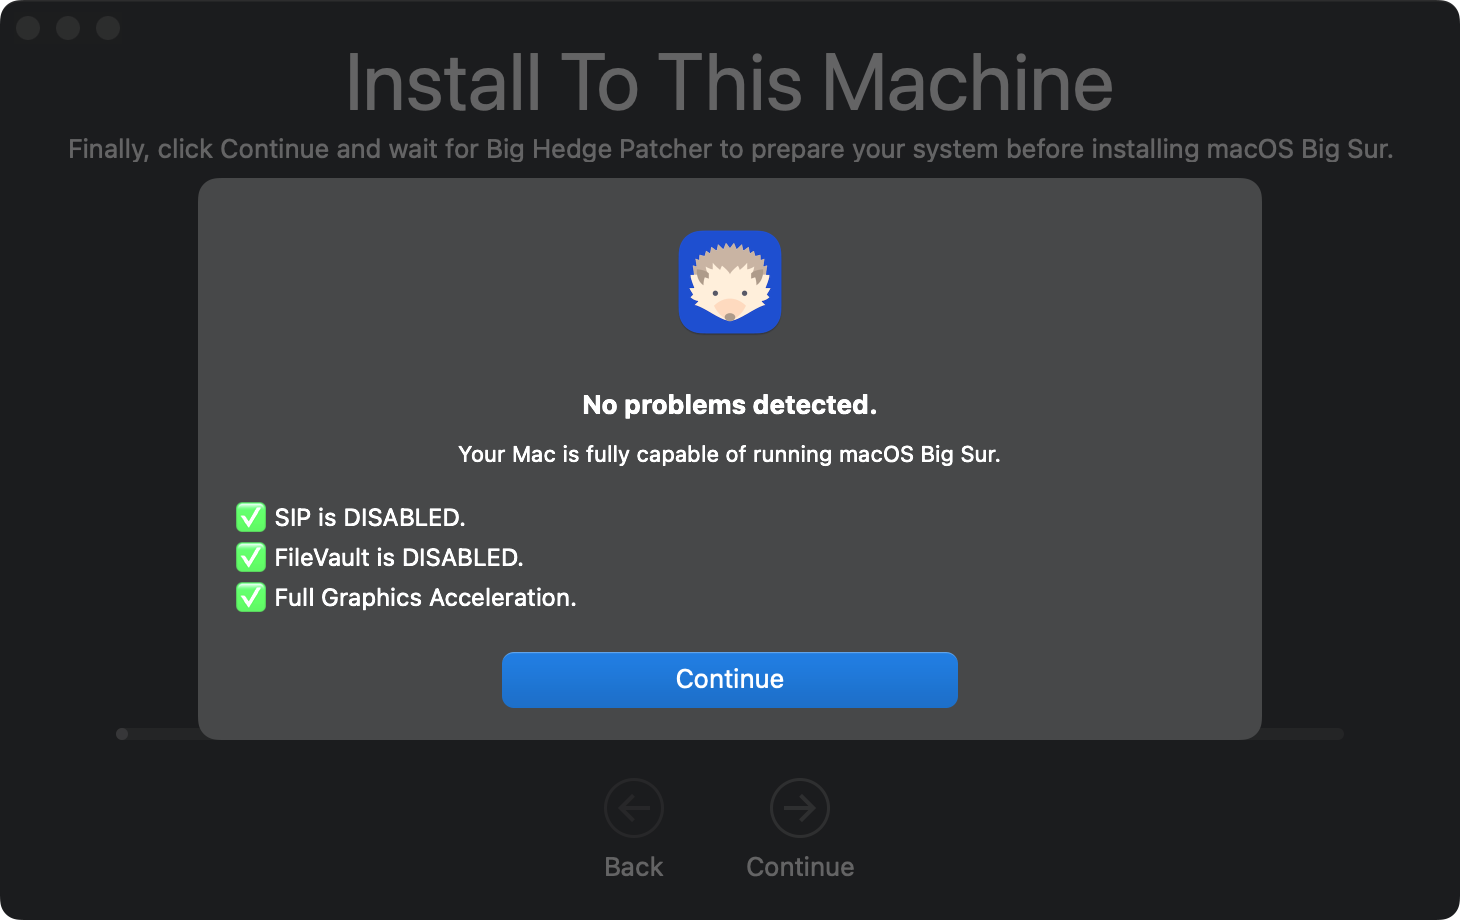 Install To This Machine
Finally, click Continue and wait for Big Hedge Patcher to prepare your system before installing macOS Big Sur.
No problems detected.
Your Mac is fully capable of running macOS Big Sur.
✅ SIP is DISABLED.
✅ FileVault is DISABLED.
✅ Full Graphics Acceleration.
Continue
Back
Continue